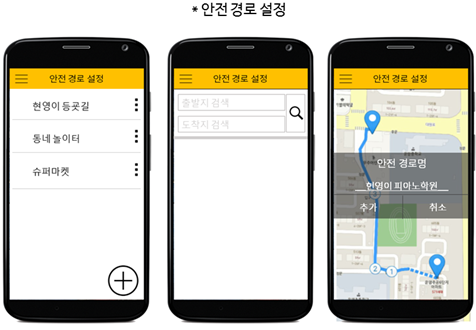 * 안전 경로 설정
안전 경로 설정
현영이 등굣길
동네 놀이터
슈퍼마켓
안전 경로 설정
출발지 검색
도착지 검색
안전 경로 설정
안전 경로명
현영이 피아노학원
추가 취소
2
1